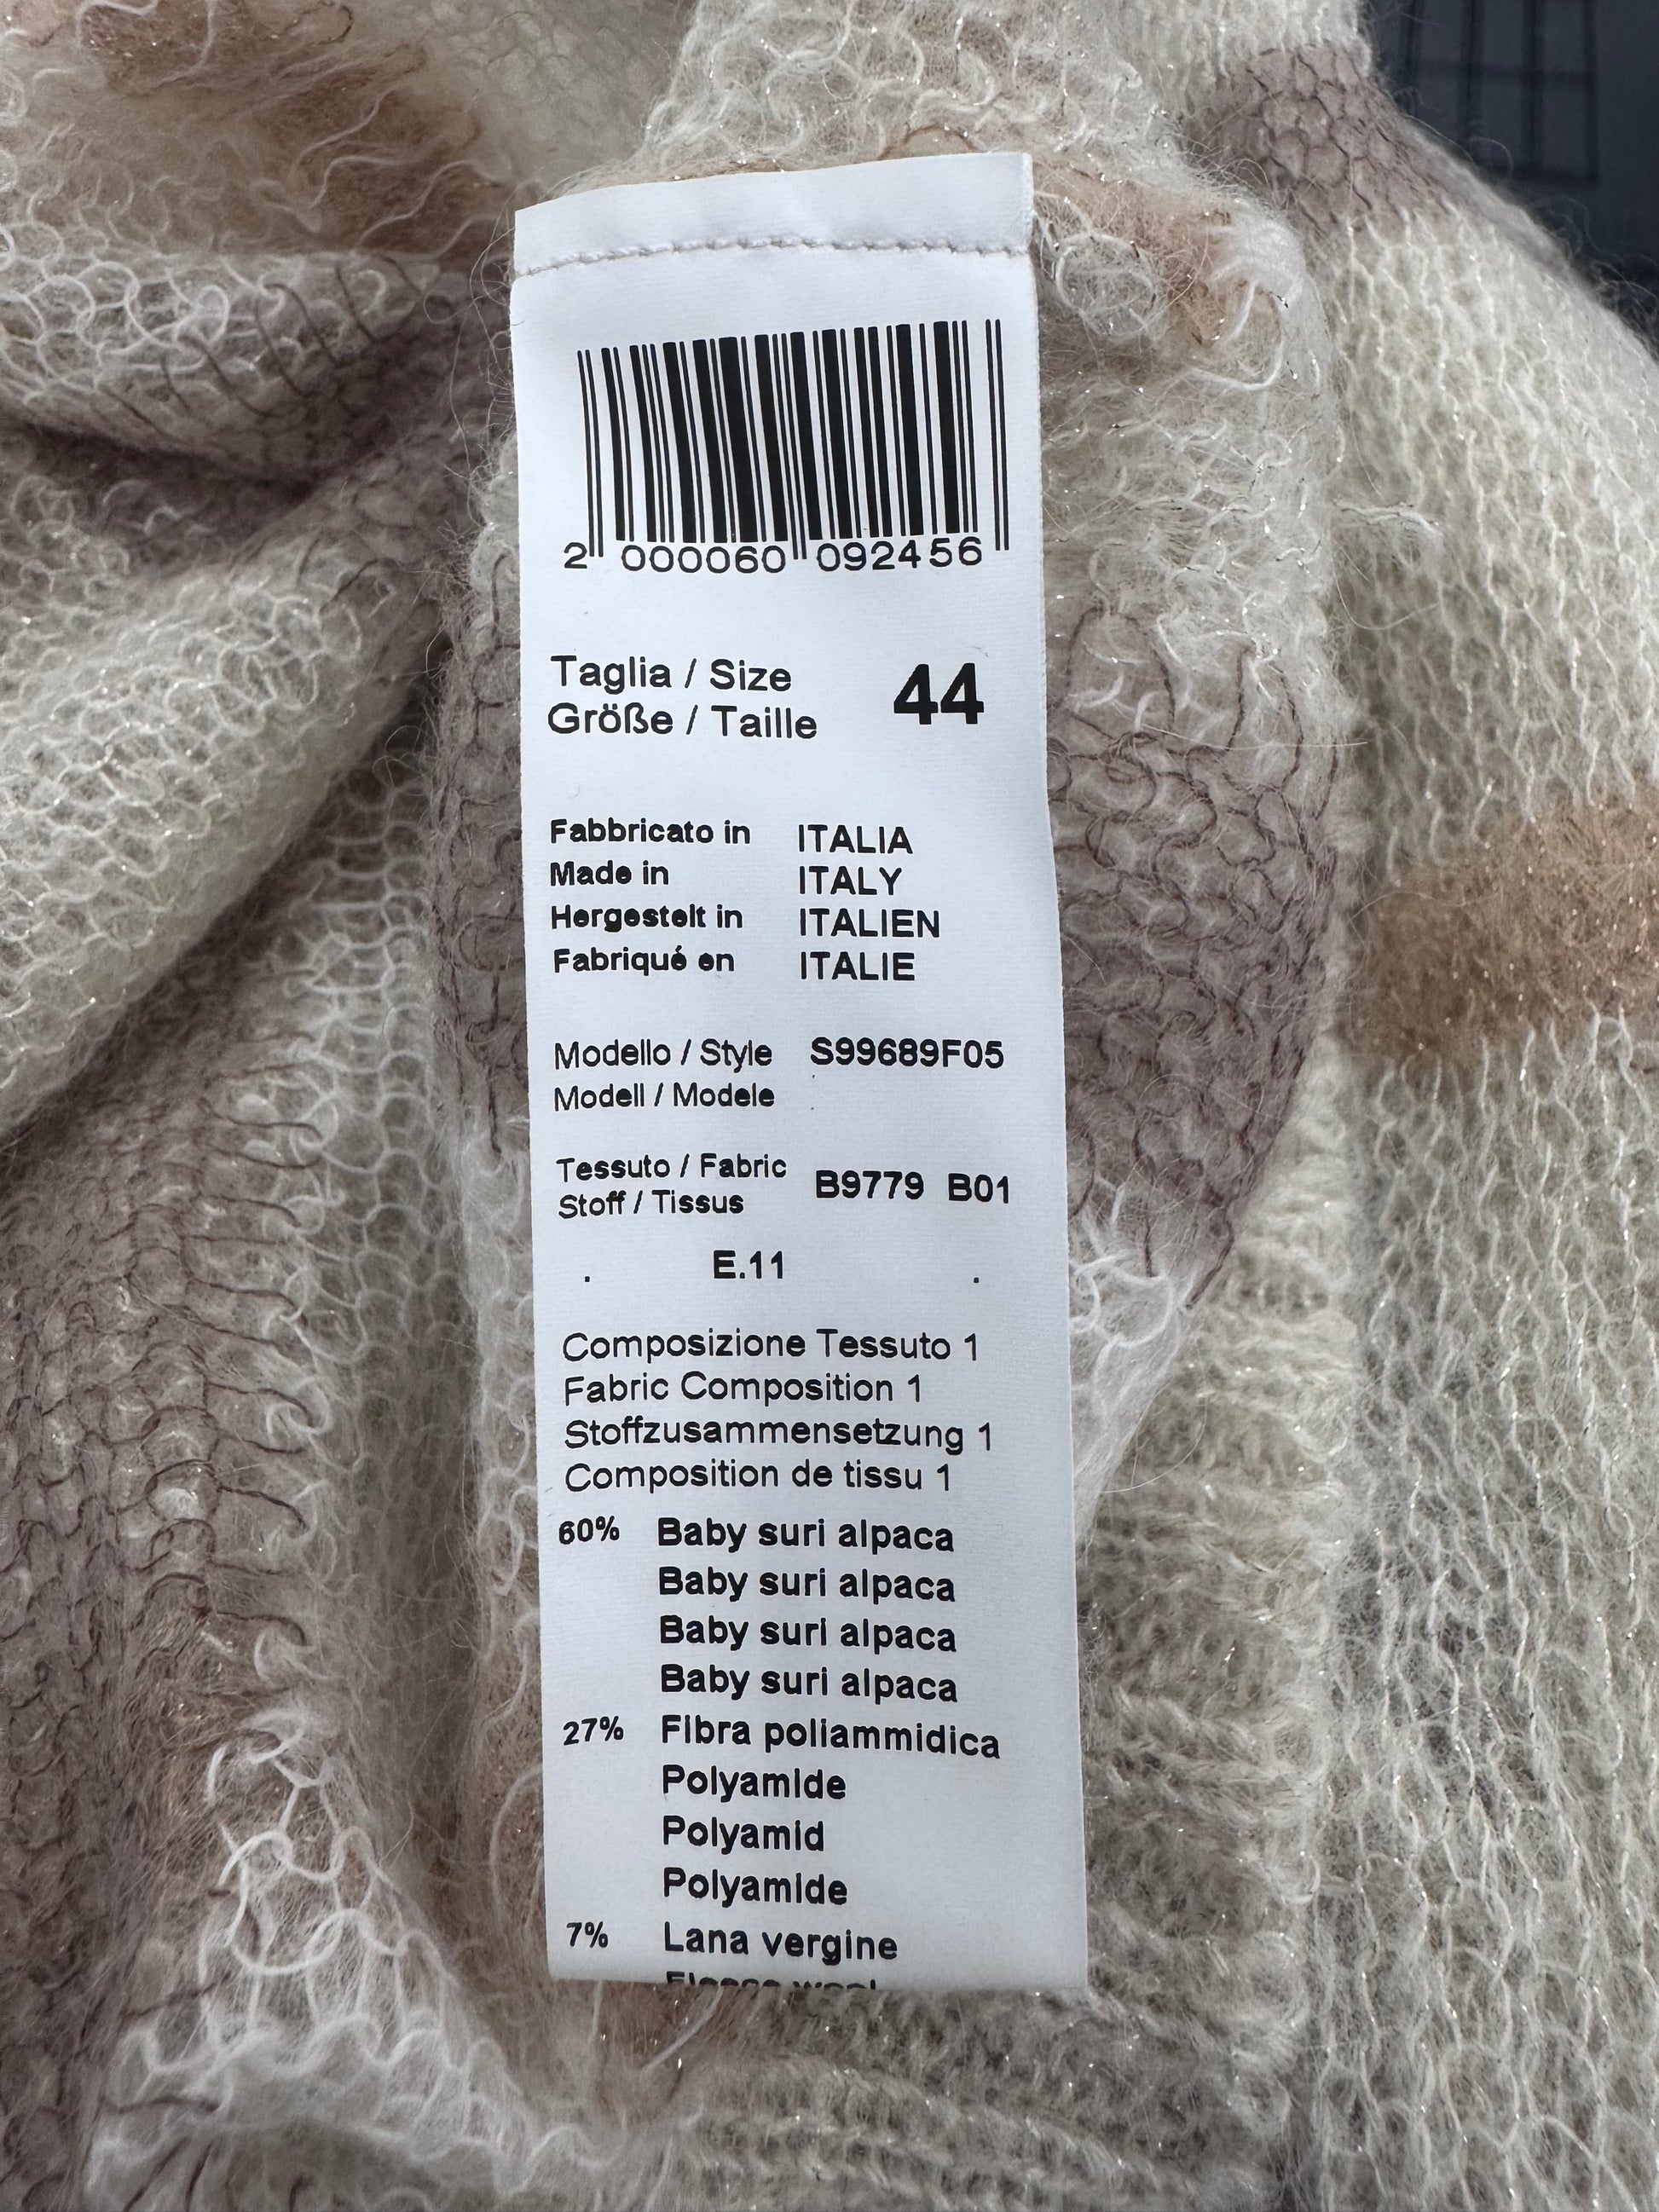 2 000060 092456
Taglia / Size 44
Größe / Taille
Fabbricato in ITALIA
Made in ITALY
Hergestelt in ITALIEN
Fabriqué en ITALIE
Modello / Style S99689F05
Modell / Modele
Tessuto / Fabric B9779 B01
Stoff / Tissus
. E.11 .
Composizione Tessuto 1
Fabric Composition 1
Stoffzusammensetzung 1
Composition de tissu 1
60% Baby suri alpaca
Baby suri alpaca
Baby suri alpaca
Baby suri alpaca
27% Fibra poliammidica
Polyamide
Polyamid
Polyamide
7% Lana vergine
Fleece wool